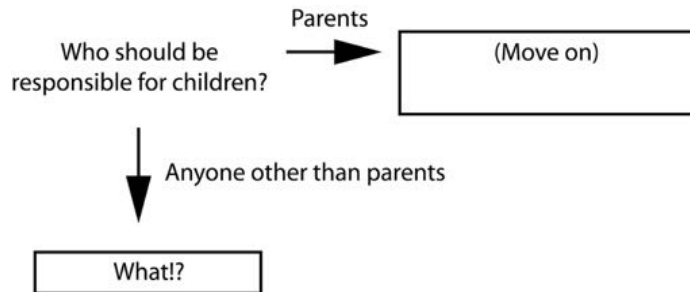 Parents
Who should be
responsible for children?
(Move on)
Anyone other than parents
What!?